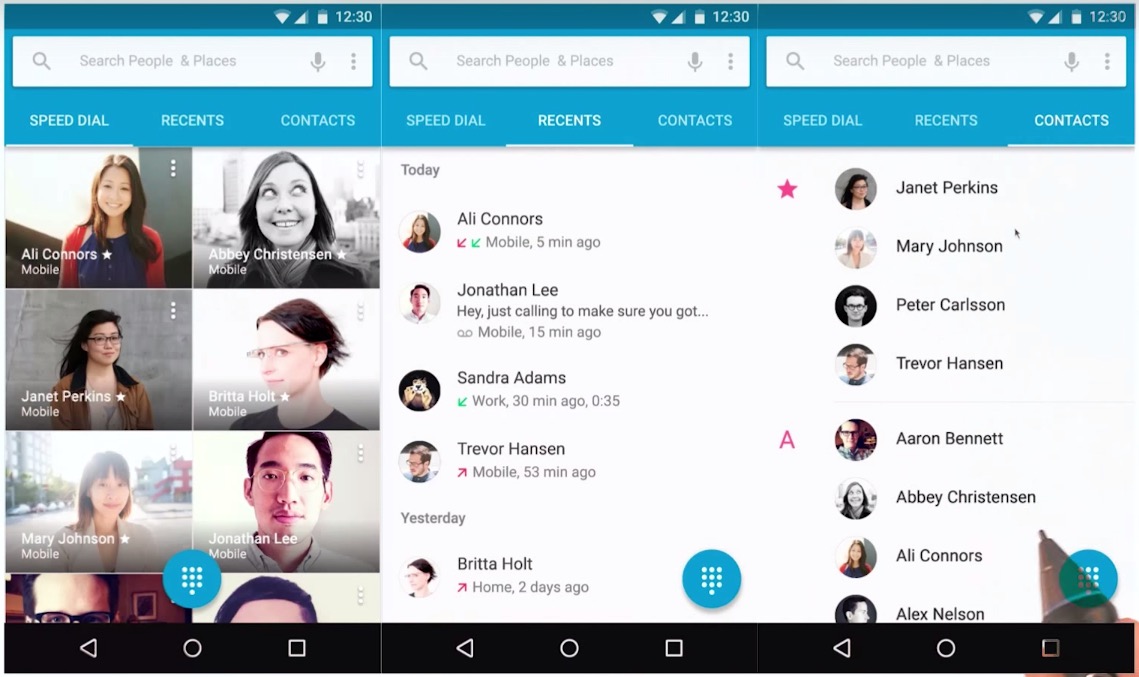 12:30
Search People & Places
SPEED DIAL RECENTS CONTACTS
Ali Connors
Mobile
Abbey Christensen
Mobile
Janet Perkins
Mobile
Britta Holt
Mobile
Mary Johnson
Mobile
Jonathan Lee
Mobile
12:30
Search People & Places
SPEED DIAL RECENTS CONTACTS
Today
Ali Connors
Mobile, 5 min ago
Jonathan Lee
Hey, just calling to make sure you got...
Mobile, 15 min ago
Sandra Adams
Work, 30 min ago, 0:35
Trevor Hansen
Mobile, 53 min ago
Yesterday
Britta Holt
Home, 2 days ago
12:30
Search People & Places
SPEED DIAL RECENTS CONTACTS
Janet Perkins
Mary Johnson
Peter Carlsson
Trevor Hansen
A
Aaron Bennett
Abbey Christensen
Ali Connors
Alex Nelson